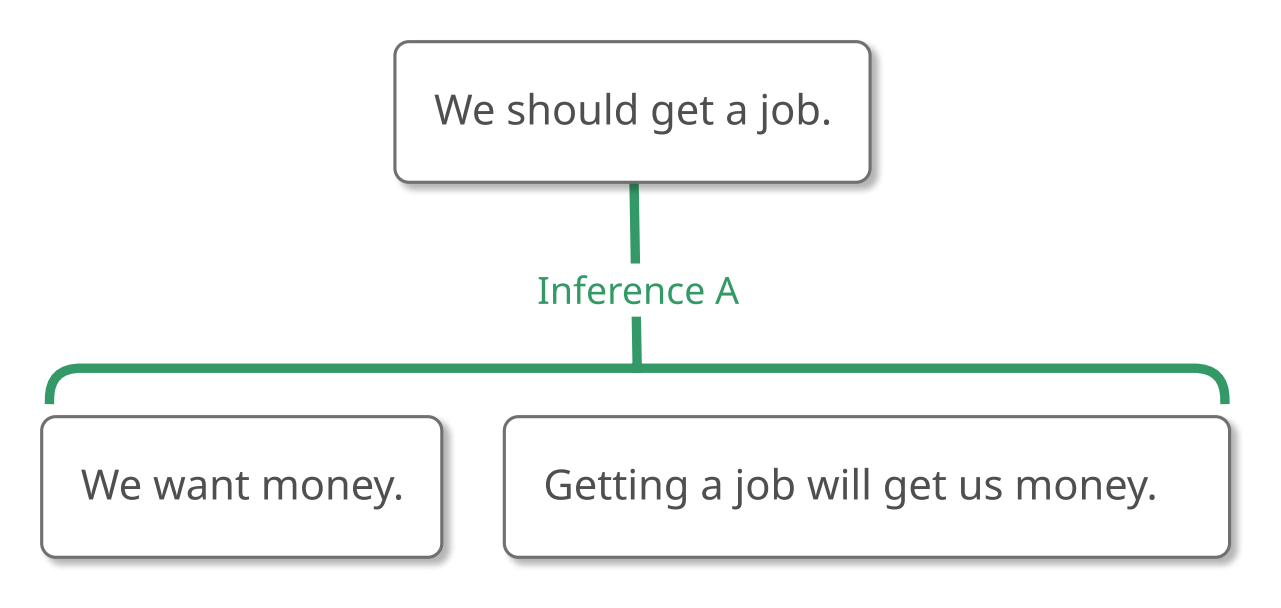 We should get a job.
Inference A
We want money.
Getting a job will get us money.